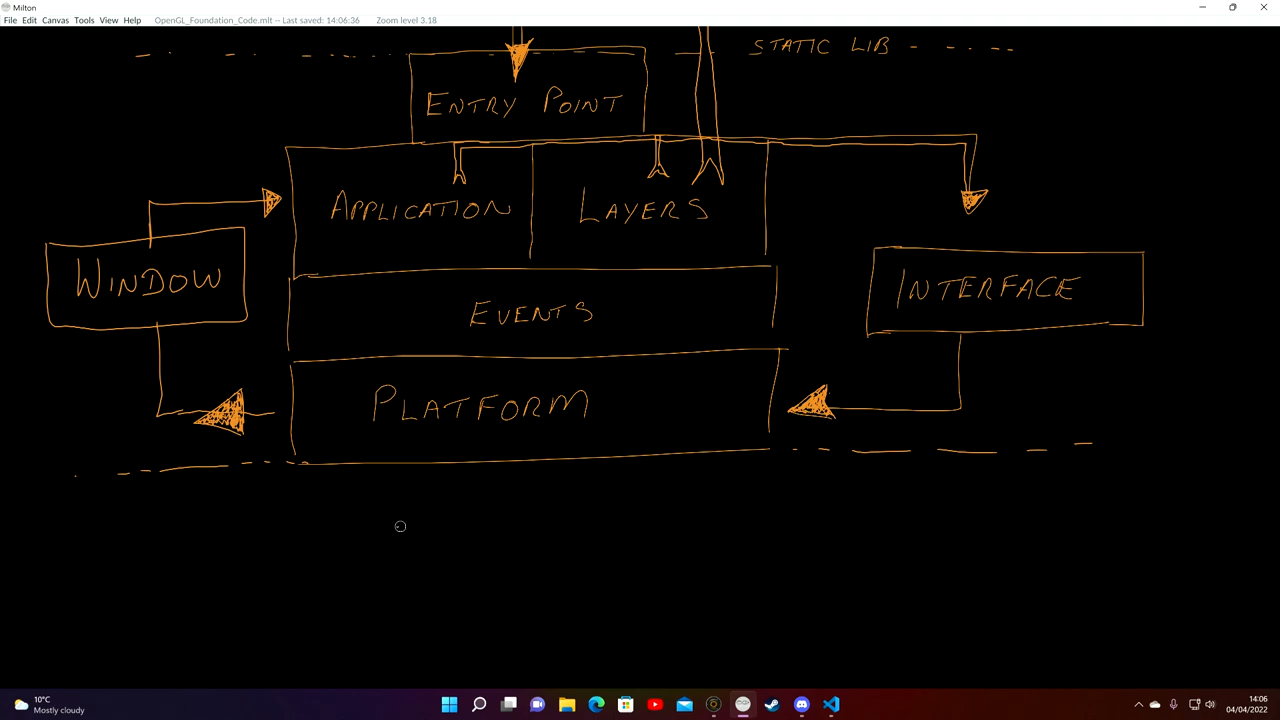 Milton
File Edit Canvas Tools View Help OpenGL_Foundation_Code.mlt -- Last saved: 14:06:36 Zoom level 3.18
STATIC LIB
ENTRY POINT
APPLICATION LAYERS
WINDOW
INTERFACE
EVENTS
PLATFORM
10°C
Mostly cloudy
14:06
04/04/2022